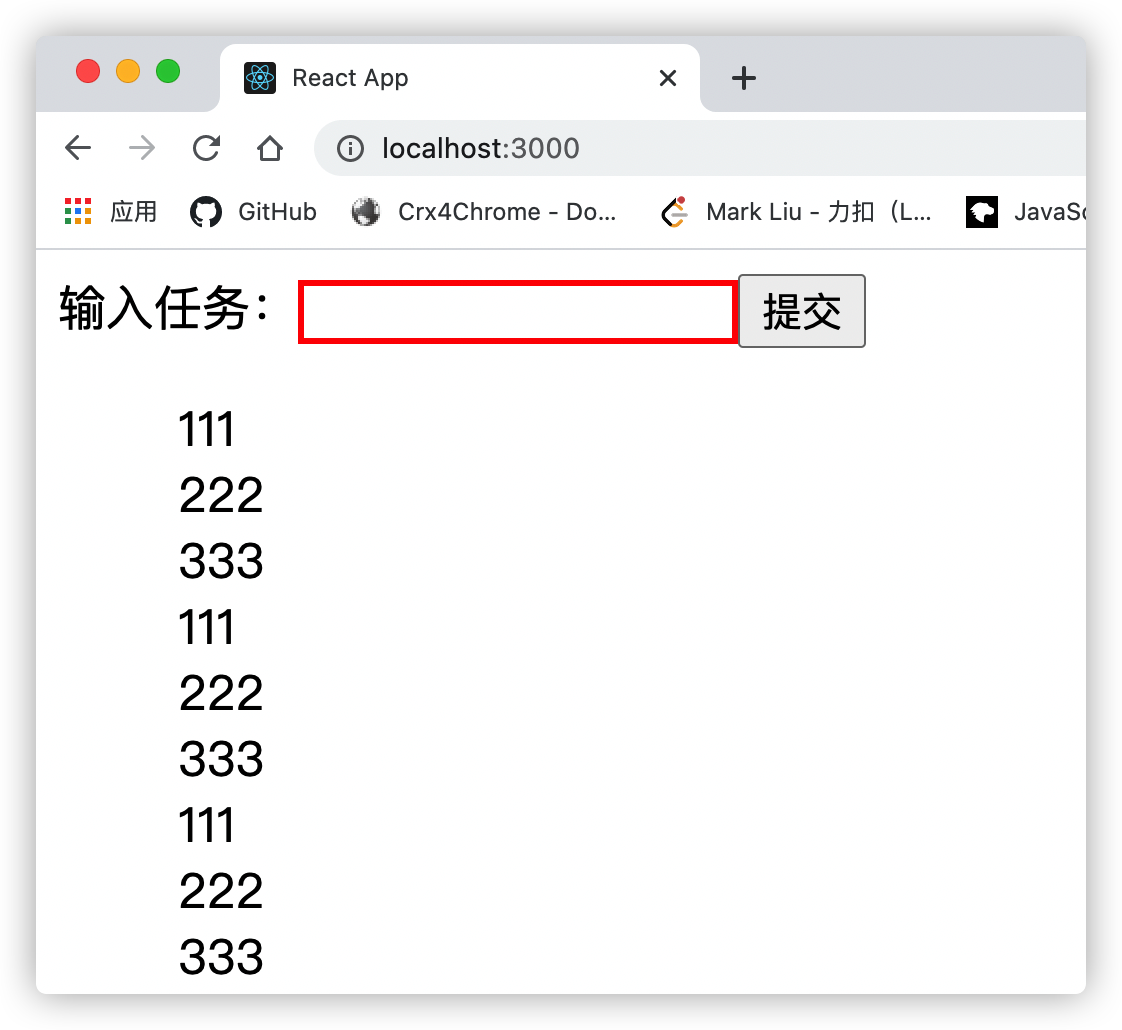 React App
localhost:3000
应用 GitHub Crx4Chrome - Do... Mark Liu - 力扣（L... JavaSc
输入任务： 提交
111
222
333
111
222
333
111
222
333